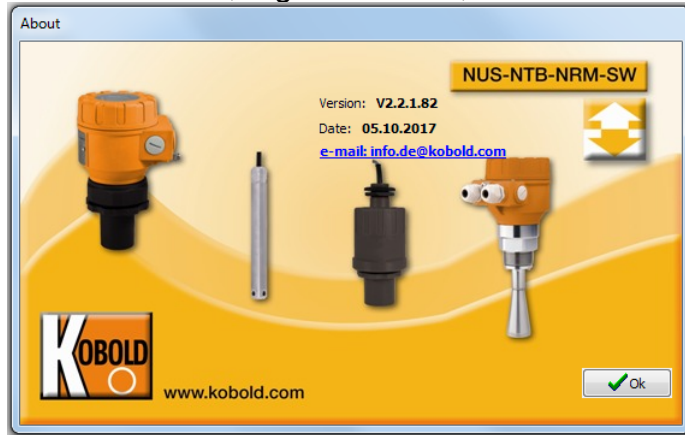 About
NUS-NTB-NRM-SW
Version: V2.2.1.82
Date: 05.10.2017
e-mail: info.de@kobold.com
KOBOLD
www.kobold.com
Ok